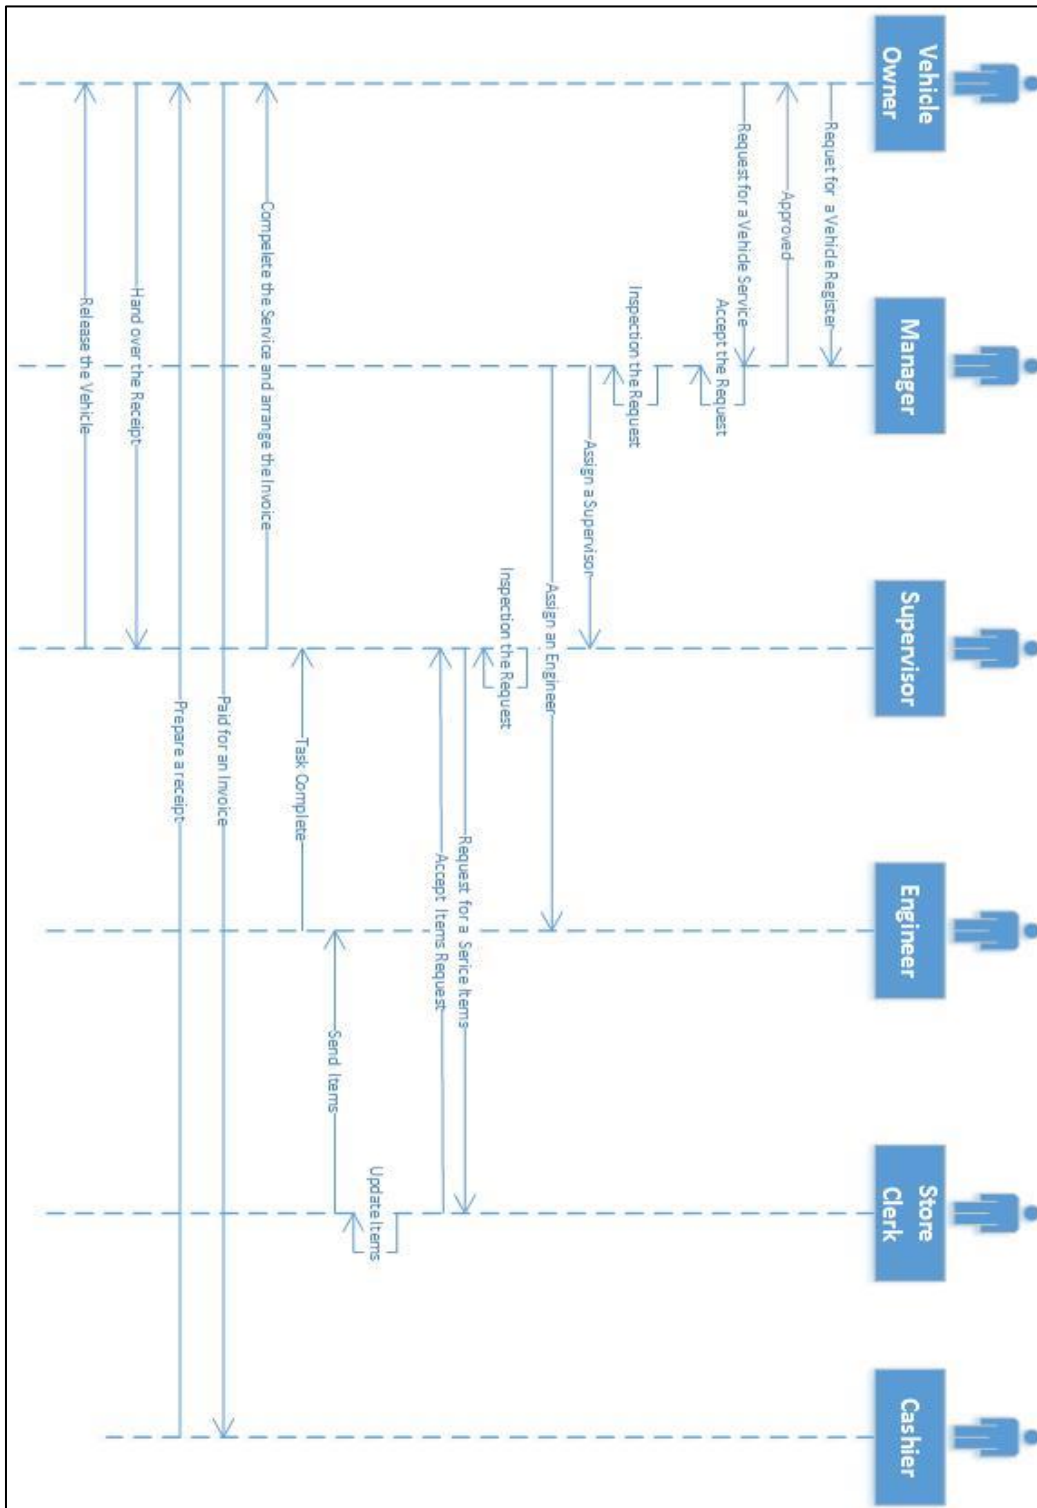 Vehicle
Owner
Manager
Supervisor
Engineer
Store
Clerk
Cashier
Requet for a Vehicle Register
Approved
Request for a Vehicle Service
Accept the Request
Inspection the Request
Assign a Supervisor
Assign an Engineer
Inspection the Request
Request for a Serice Items
Accept Items Request
Update Items
Send Items
Task Complete
Compelete the Service and arrange the Invoice
Paid for an Invoice
Prepare a receipt
Hand over the Receipt
Release the Vehicle